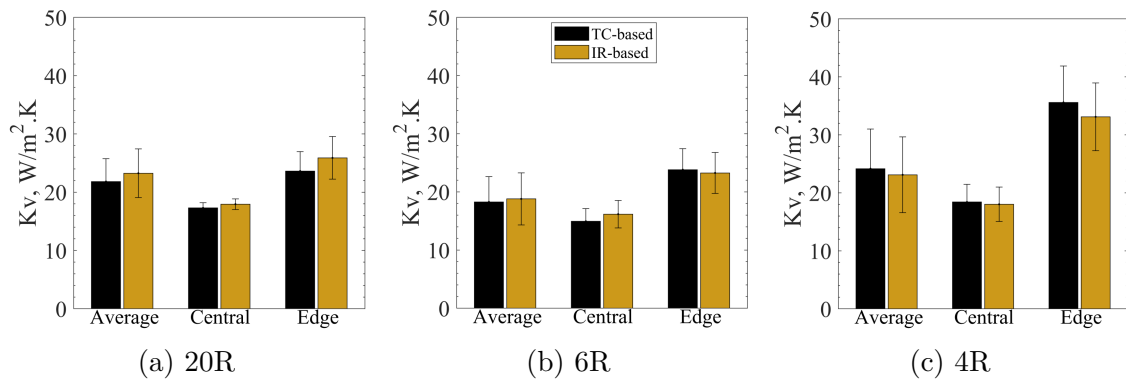 50
40
30
20
10
0
Kv, W/m².K
Average Central Edge
(a) 20R
50
40
30
20
10
0
Kv, W/m².K
TC-based
IR-based
Average Central Edge
(b) 6R
50
40
30
20
10
0
Kv, W/m².K
Average Central Edge
(c) 4R